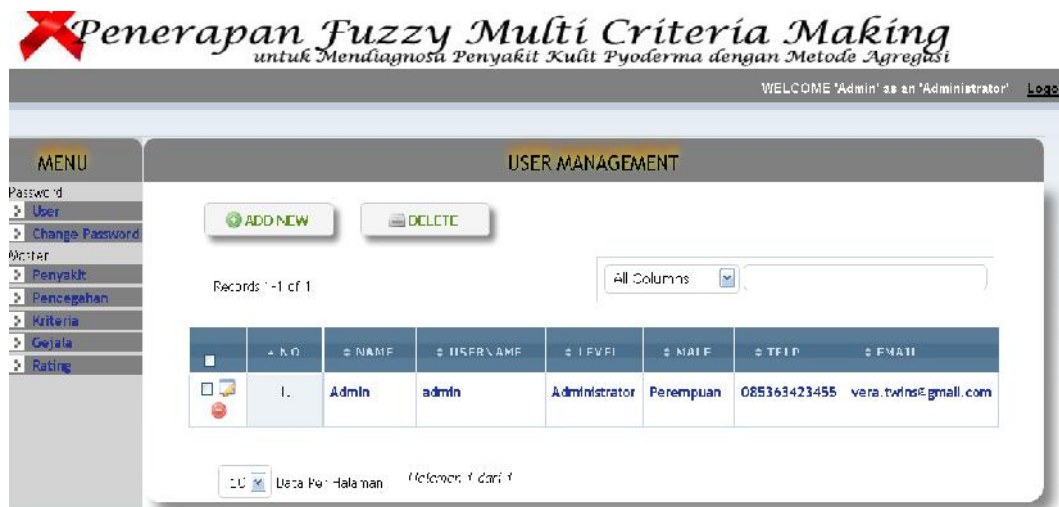 Penerapan Fuzzy Multi Criteria Making
untuk Mendiagnosa Penyakit Kulit Pyoderma dengan Metode Agregasi
WELCOME 'Admin' as an 'Administrator' Logo
MENU
USER MANAGEMENT
Password
User
Change Password
Master
Penyakit
Pencegahan
Kriteria
Gejala
Rating
ADD NEW DELETE
Records 1-1 of 1
All Columns
NO NAME USERNAME LEVEL MALE TELP EMAIL
1. Admin admin Administrator Perempuan 085363423455 vera.twins@gmail.com
10 Data Per Halaman Halaman 1 dari 1